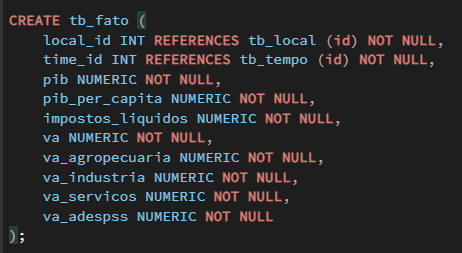 CREATE tb_fato (
local_id INT REFERENCES tb_local (id) NOT NULL,
time_id INT REFERENCES tb_tempo (id) NOT NULL,
pib NUMERIC NOT NULL,
pib_per_capita NUMERIC NOT NULL,
impostos_liquidos NUMERIC NOT NULL,
va NUMERIC NOT NULL,
va_agropecuaria NUMERIC NOT NULL,
va_industria NUMERIC NOT NULL,
va_servicos NUMERIC NOT NULL,
va_adespss NUMERIC NOT NULL
);